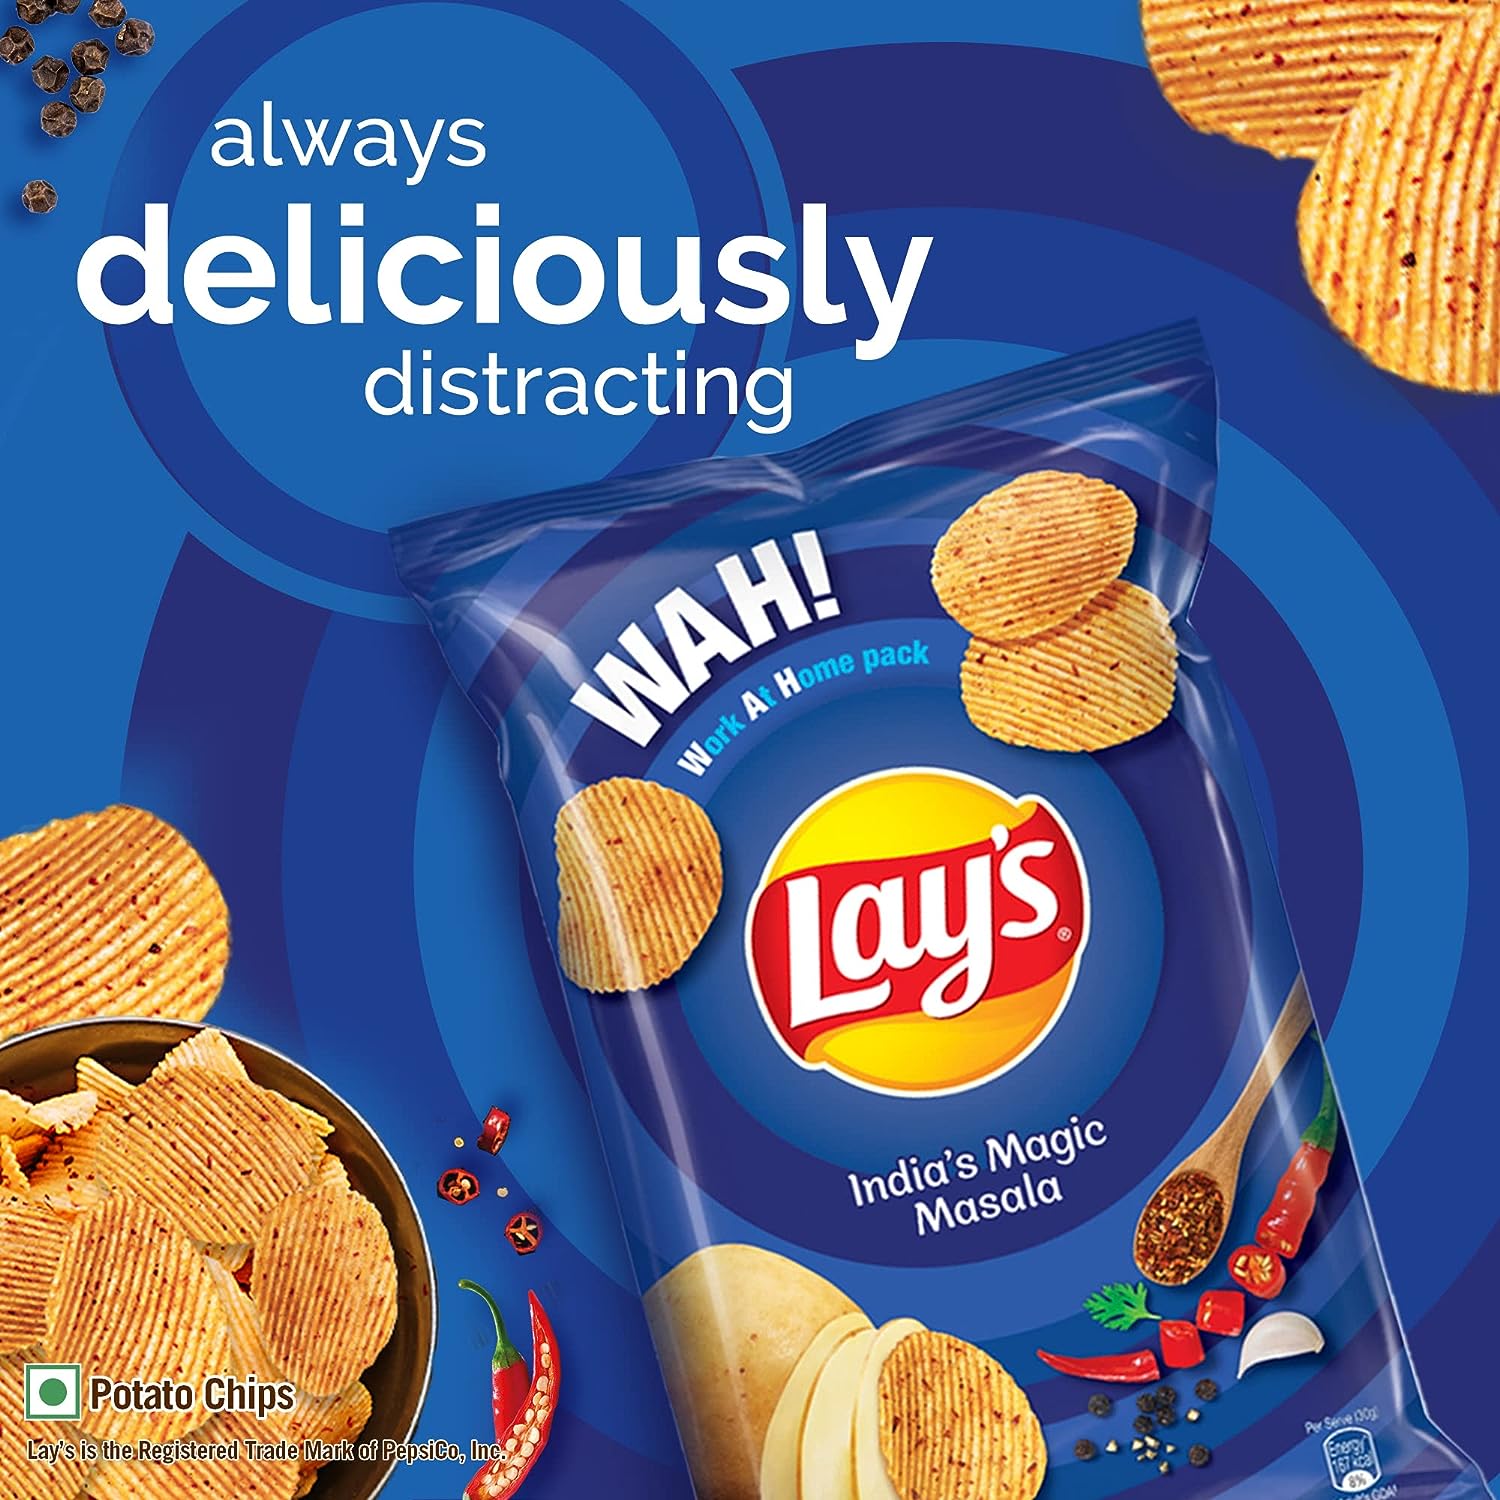 always
deliciously
distracting
WAH!
Work At Home pack
Lay's
®
India's Magic
Masala
Per Serve (30g)
Energy
167 kcal
8%
Potato Chips
Lay's is the Registered Trade Mark of PepsiCo, Inc.